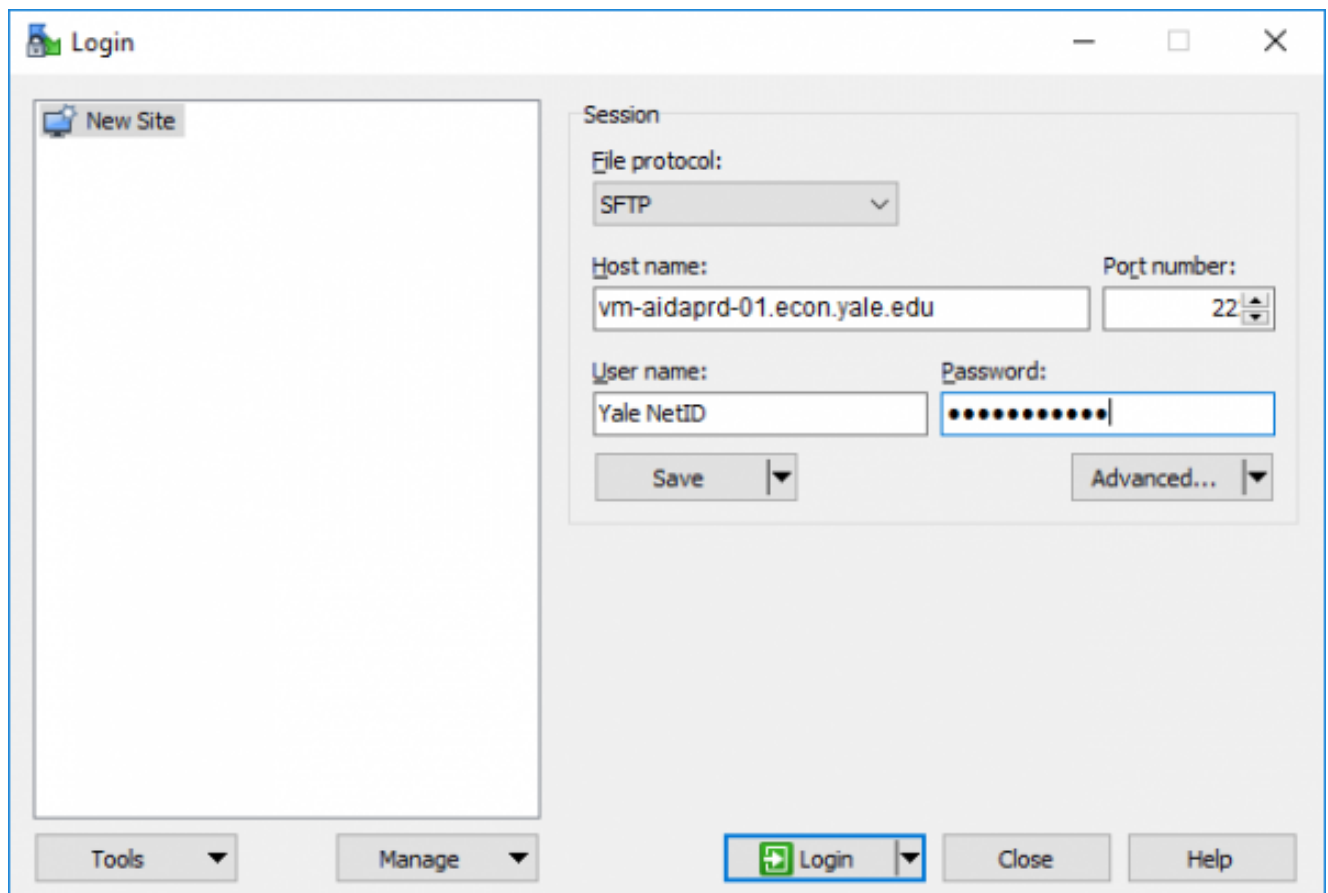 Login
New Site
Session
File protocol:
SFTP
Host name: Port number:
vm-aidaprd-01.econ.yale.edu 22
User name: Password:
Yale NetID •••••••••••
Save Advanced...
Tools Manage Login Close Help